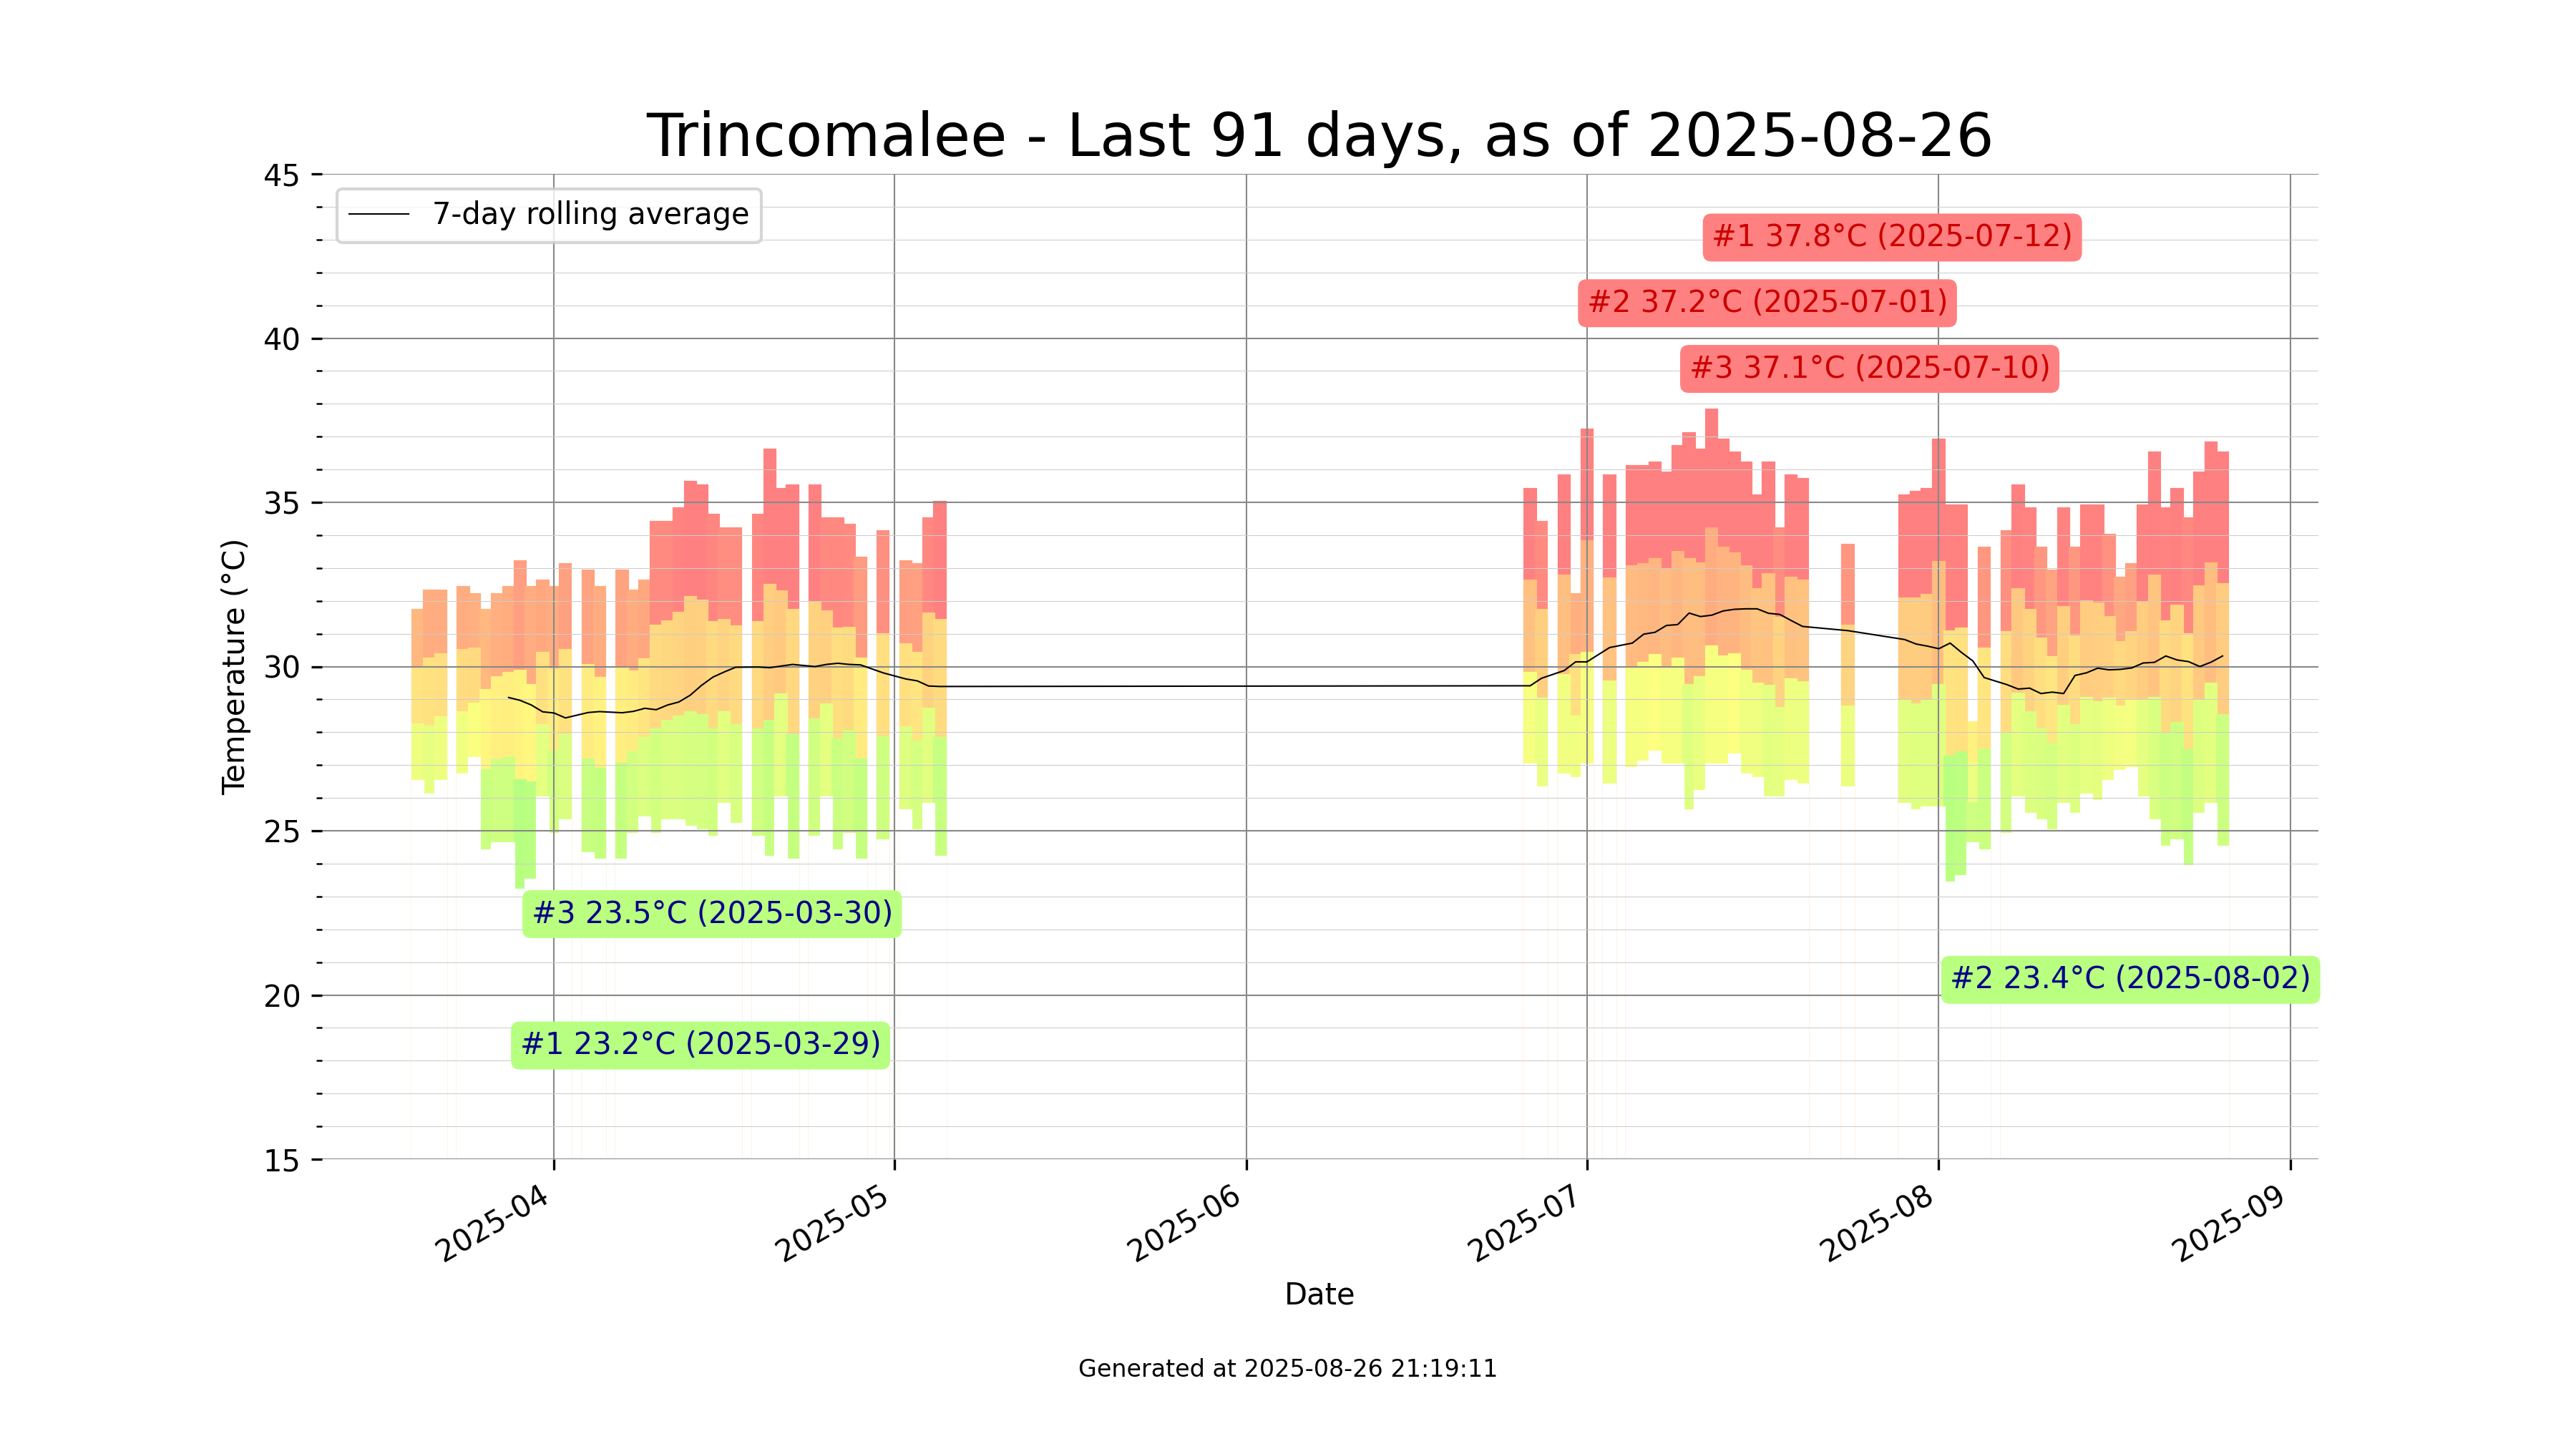 Trincomalee - Last 91 days, as of 2025-08-26
7-day rolling average
#1 37.8°C (2025-07-12)
#2 37.2°C (2025-07-01)
#3 37.1°C (2025-07-10)
#3 23.5°C (2025-03-30)
#2 23.4°C (2025-08-02)
#1 23.2°C (2025-03-29)
Temperature (°C)
45
40
35
30
25
20
15
2025-04
2025-05
2025-06
2025-07
2025-08
2025-09
Date
Generated at 2025-08-26 21:19:11